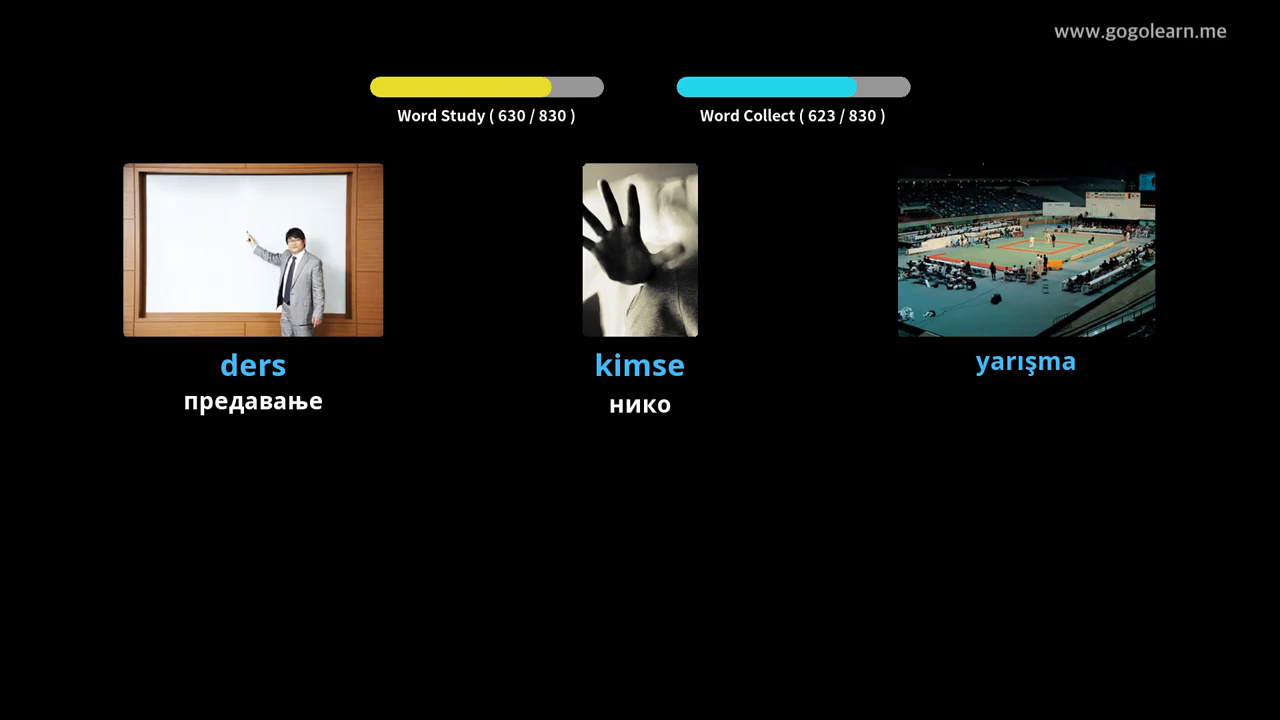 www.gogolearn.me
Word Study ( 630 / 830 )
Word Collect ( 623 / 830 )
ders
предавање
kimse
нико
yarışma